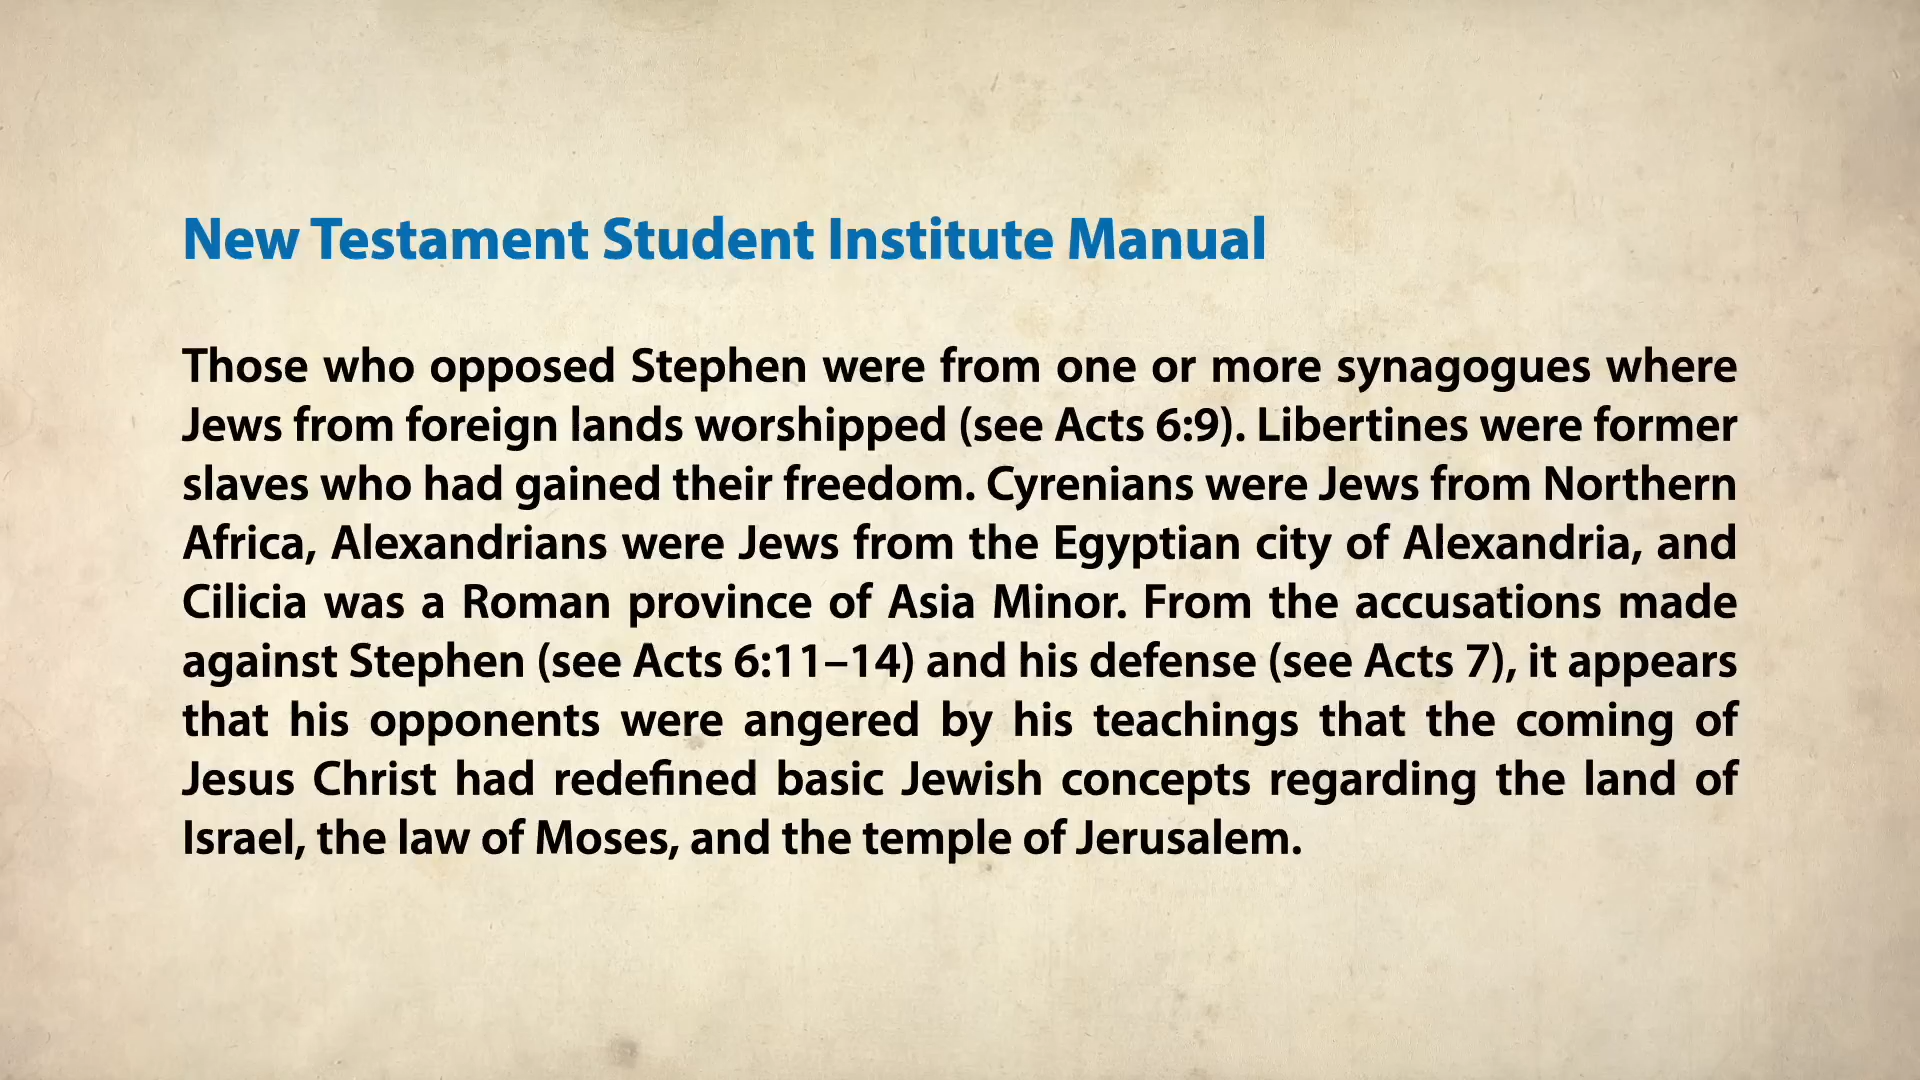 New Testament Student Institute Manual
Those who opposed Stephen were from one or more synagogues where
Jews from foreign lands worshipped (see Acts 6:9). Libertines were former
slaves who had gained their freedom. Cyrenians were Jews from Northern
Africa, Alexandrians were Jews from the Egyptian city of Alexandria, and
Cilicia was a Roman province of Asia Minor. From the accusations made
against Stephen (see Acts 6:11–14) and his defense (see Acts 7), it appears
that his opponents were angered by his teachings that the coming of
Jesus Christ had redefined basic Jewish concepts regarding the land of
Israel, the law of Moses, and the temple of Jerusalem.